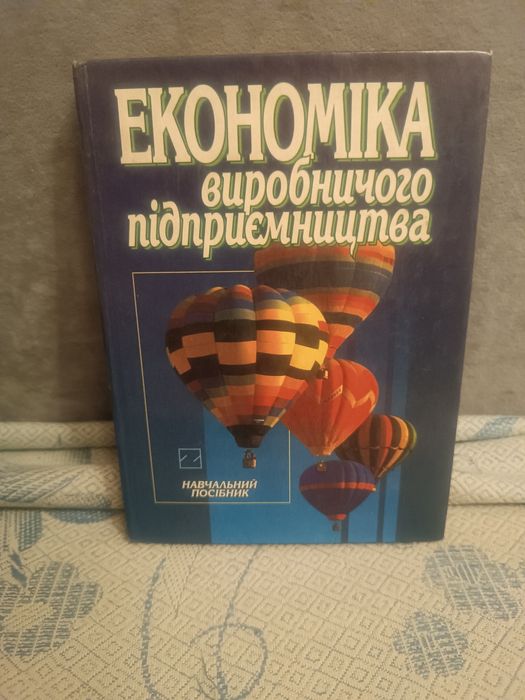 ЕКОНОМІКА
виробничого
підприємництва
НАВЧАЛЬНИЙ
ПОСІБНИК